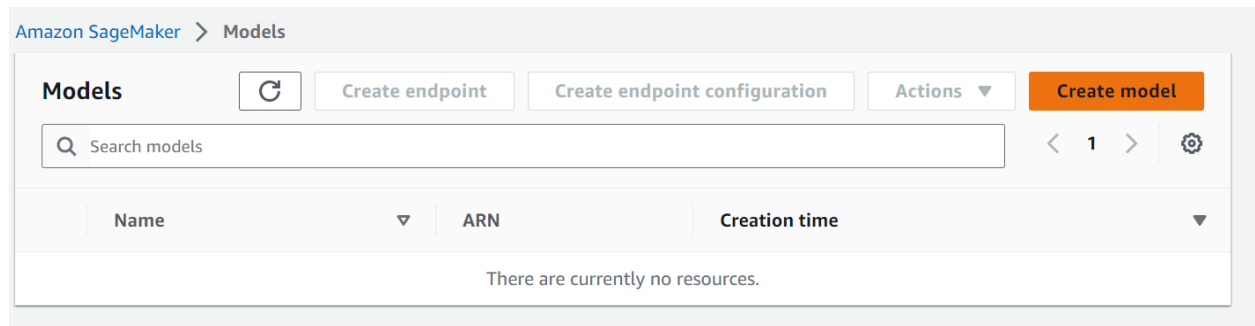 Amazon SageMaker > Models
Models Create endpoint Create endpoint configuration Actions Create model
Search models 1
Name ARN Creation time
There are currently no resources.